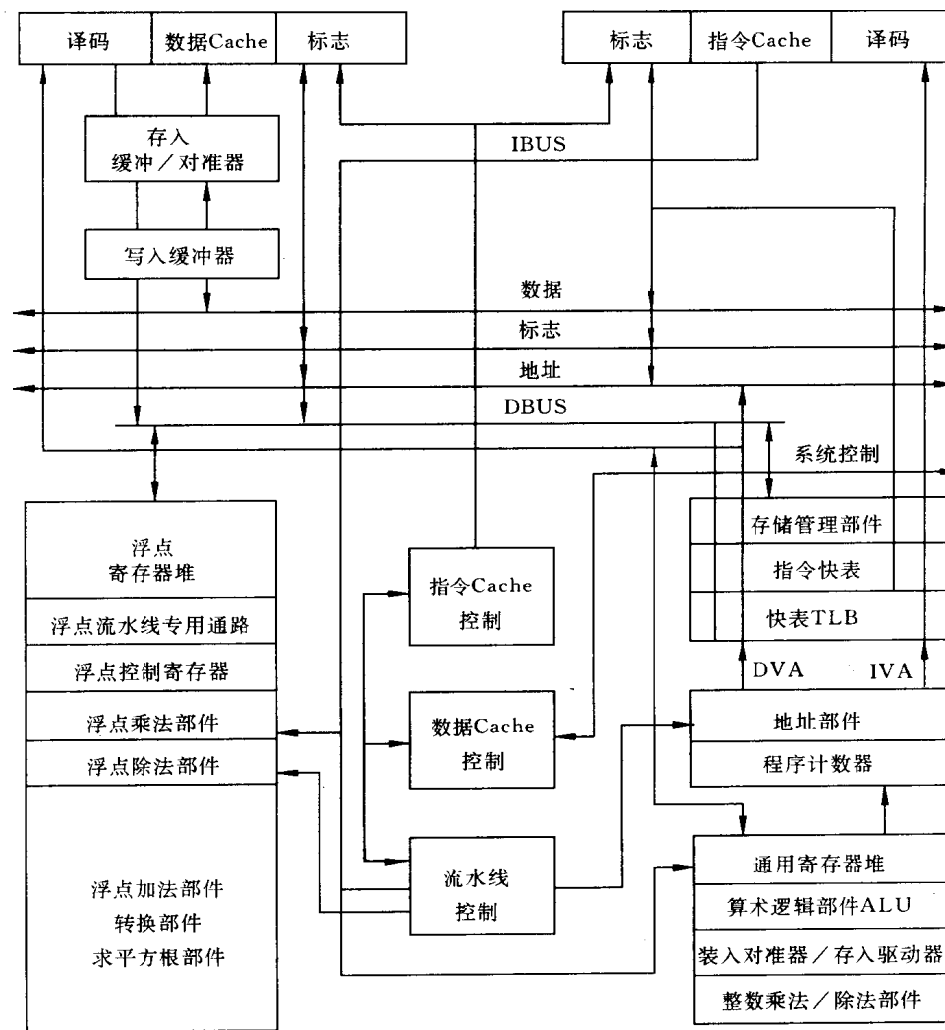 译码
数据Cache
标志
标志
指令Cache
译码
存入
缓冲／对准器
IBUS
写入缓冲器
数据
标志
地址
DBUS
系统控制
浮点
寄存器堆
浮点流水线专用通路
浮点控制寄存器
浮点乘法部件
浮点除法部件
浮点加法部件
转换部件
求平方根部件
指令Cache
控制
数据Cache
控制
流水线
控制
存储管理部件
指令快表
快表TLB
DVA
IVA
地址部件
程序计数器
通用寄存器堆
算术逻辑部件ALU
装入对准器／存入驱动器
整数乘法／除法部件